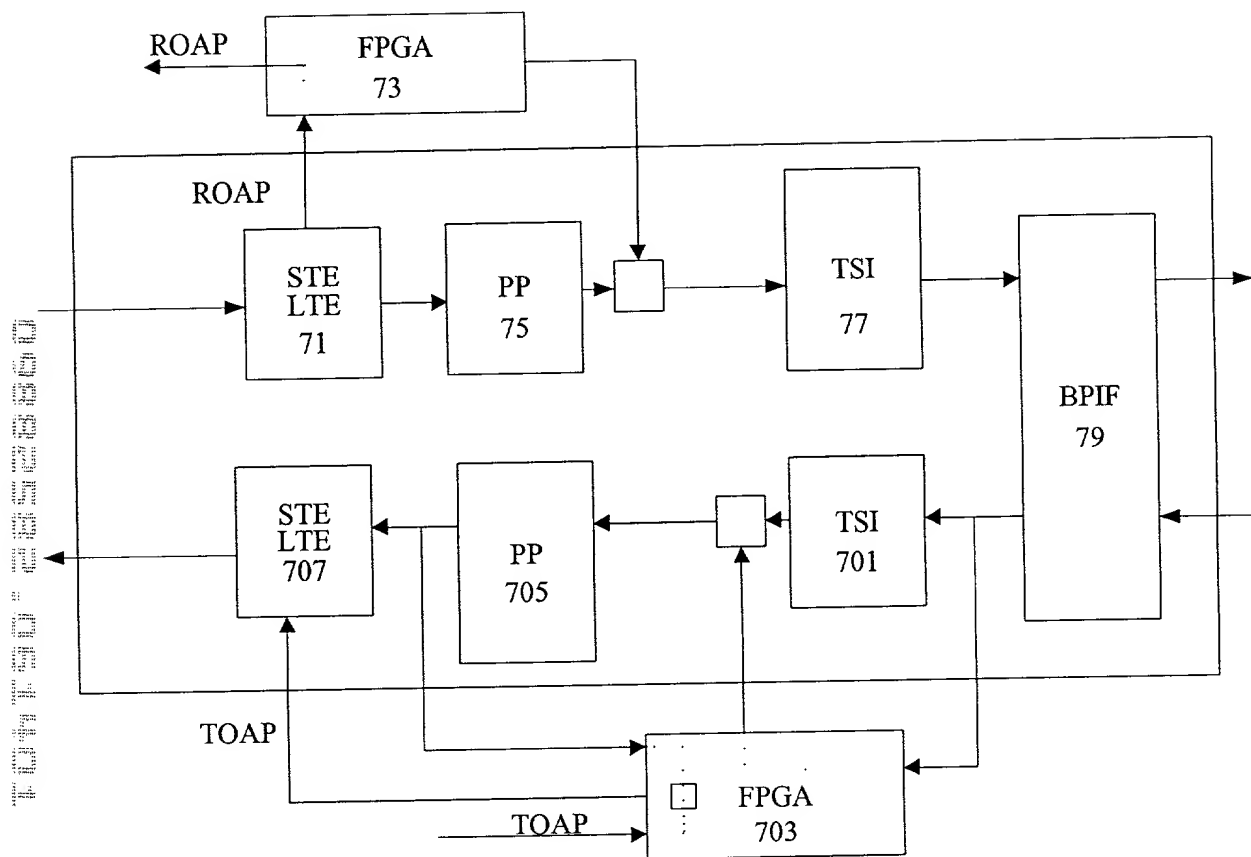 ROAP
FPGA
73
ROAP
STE
LTE
71
PP
75
TSI
77
BPIF
79
STE
LTE
707
PP
705
TSI
701
TOAP
FPGA
703
TOAP